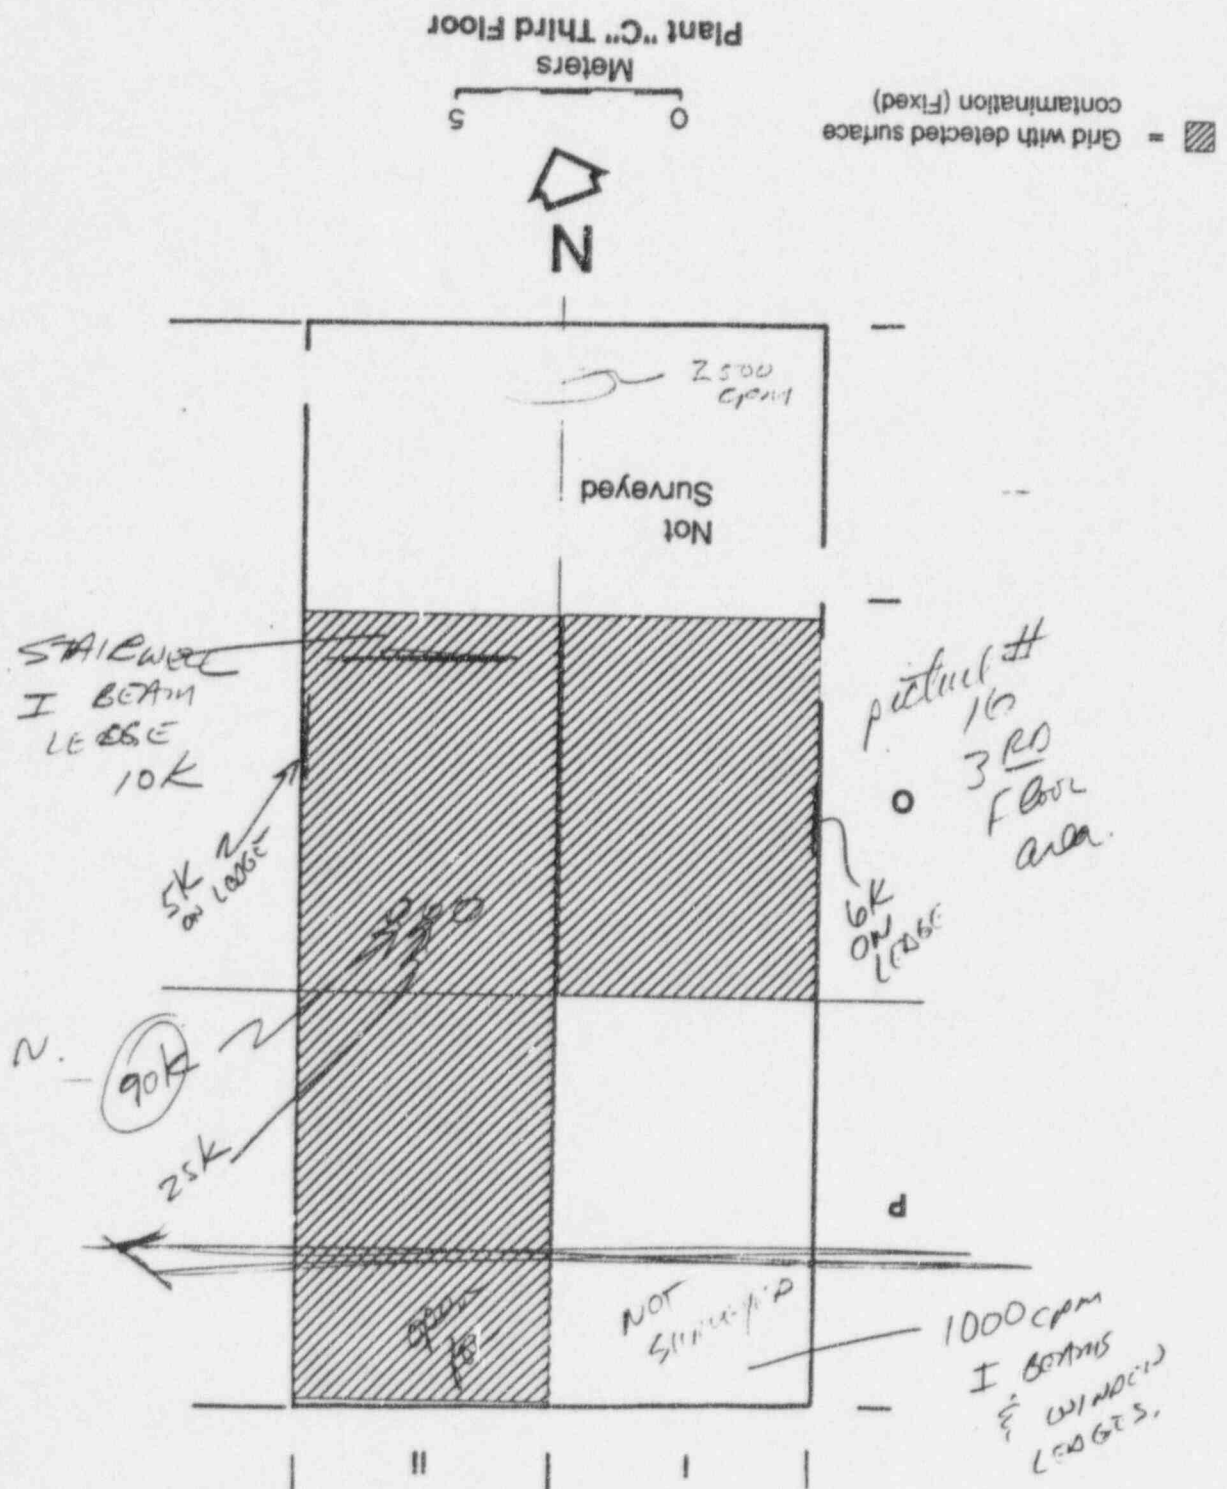 Plant "C" Third Floor
Meters
0 5
= Grid with detected surface
contamination (Fixed)
N
2500
cpm
Not
Surveyed
STAIRWELL
I BEAM
LEDGE
10K
5K
ON LEDGE
picture #
3 RD
Floor
area.
O
6K
ON
LEDGE
N.
90K
25K
P
NOT
SURVEYED
1000 cpm
I BEAMS
& WINDOW
LEDGES.
II I